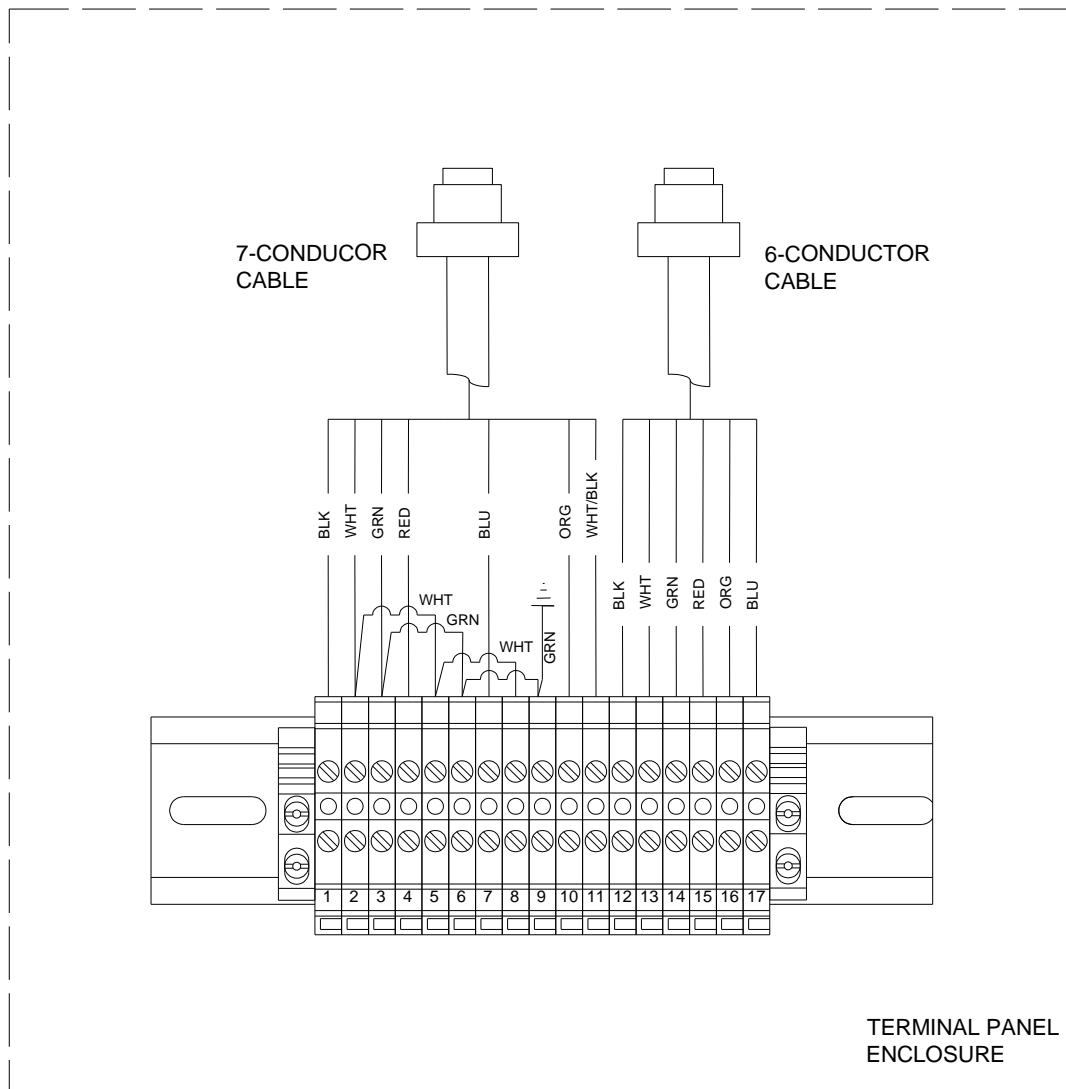 7-CONDUCOR
CABLE
6-CONDUCTOR
CABLE
BLK
WHT
GRN
RED
BLU
ORG
WHT/BLK
BLK
WHT
GRN
RED
ORG
BLU
WHT
GRN
WHT
GRN
1 2 3 4 5 6 7 8 9 10 11 12 13 14 15 16 17
TERMINAL PANEL
ENCLOSURE